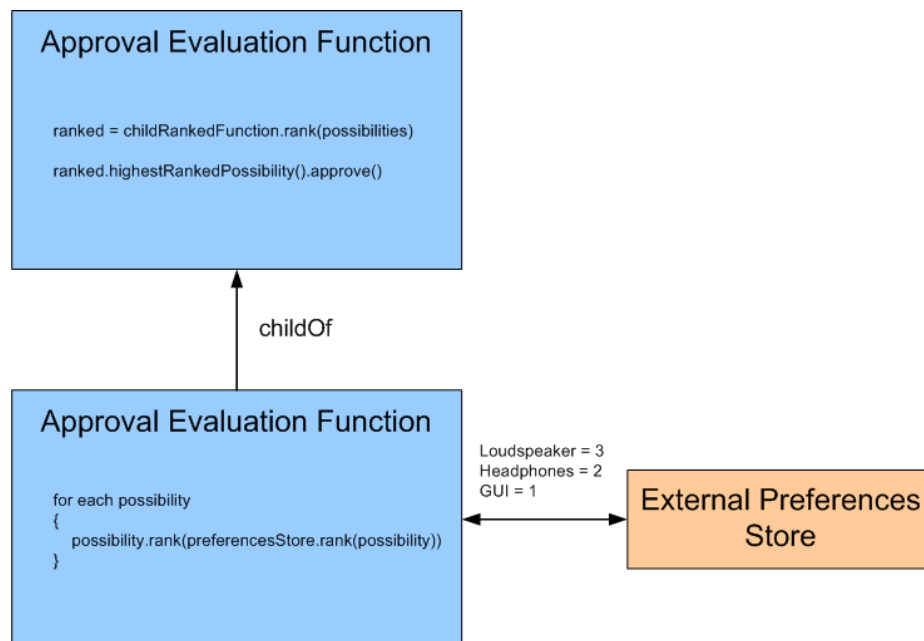 Approval Evaluation Function
ranked = childRankedFunction.rank(possibilities)
ranked.highestRankedPossibility().approve()
childOf
Approval Evaluation Function
for each possibility
{
possibility.rank(preferencesStore.rank(possibility))
}
Loudspeaker = 3
Headphones = 2
GUI = 1
External Preferences
Store